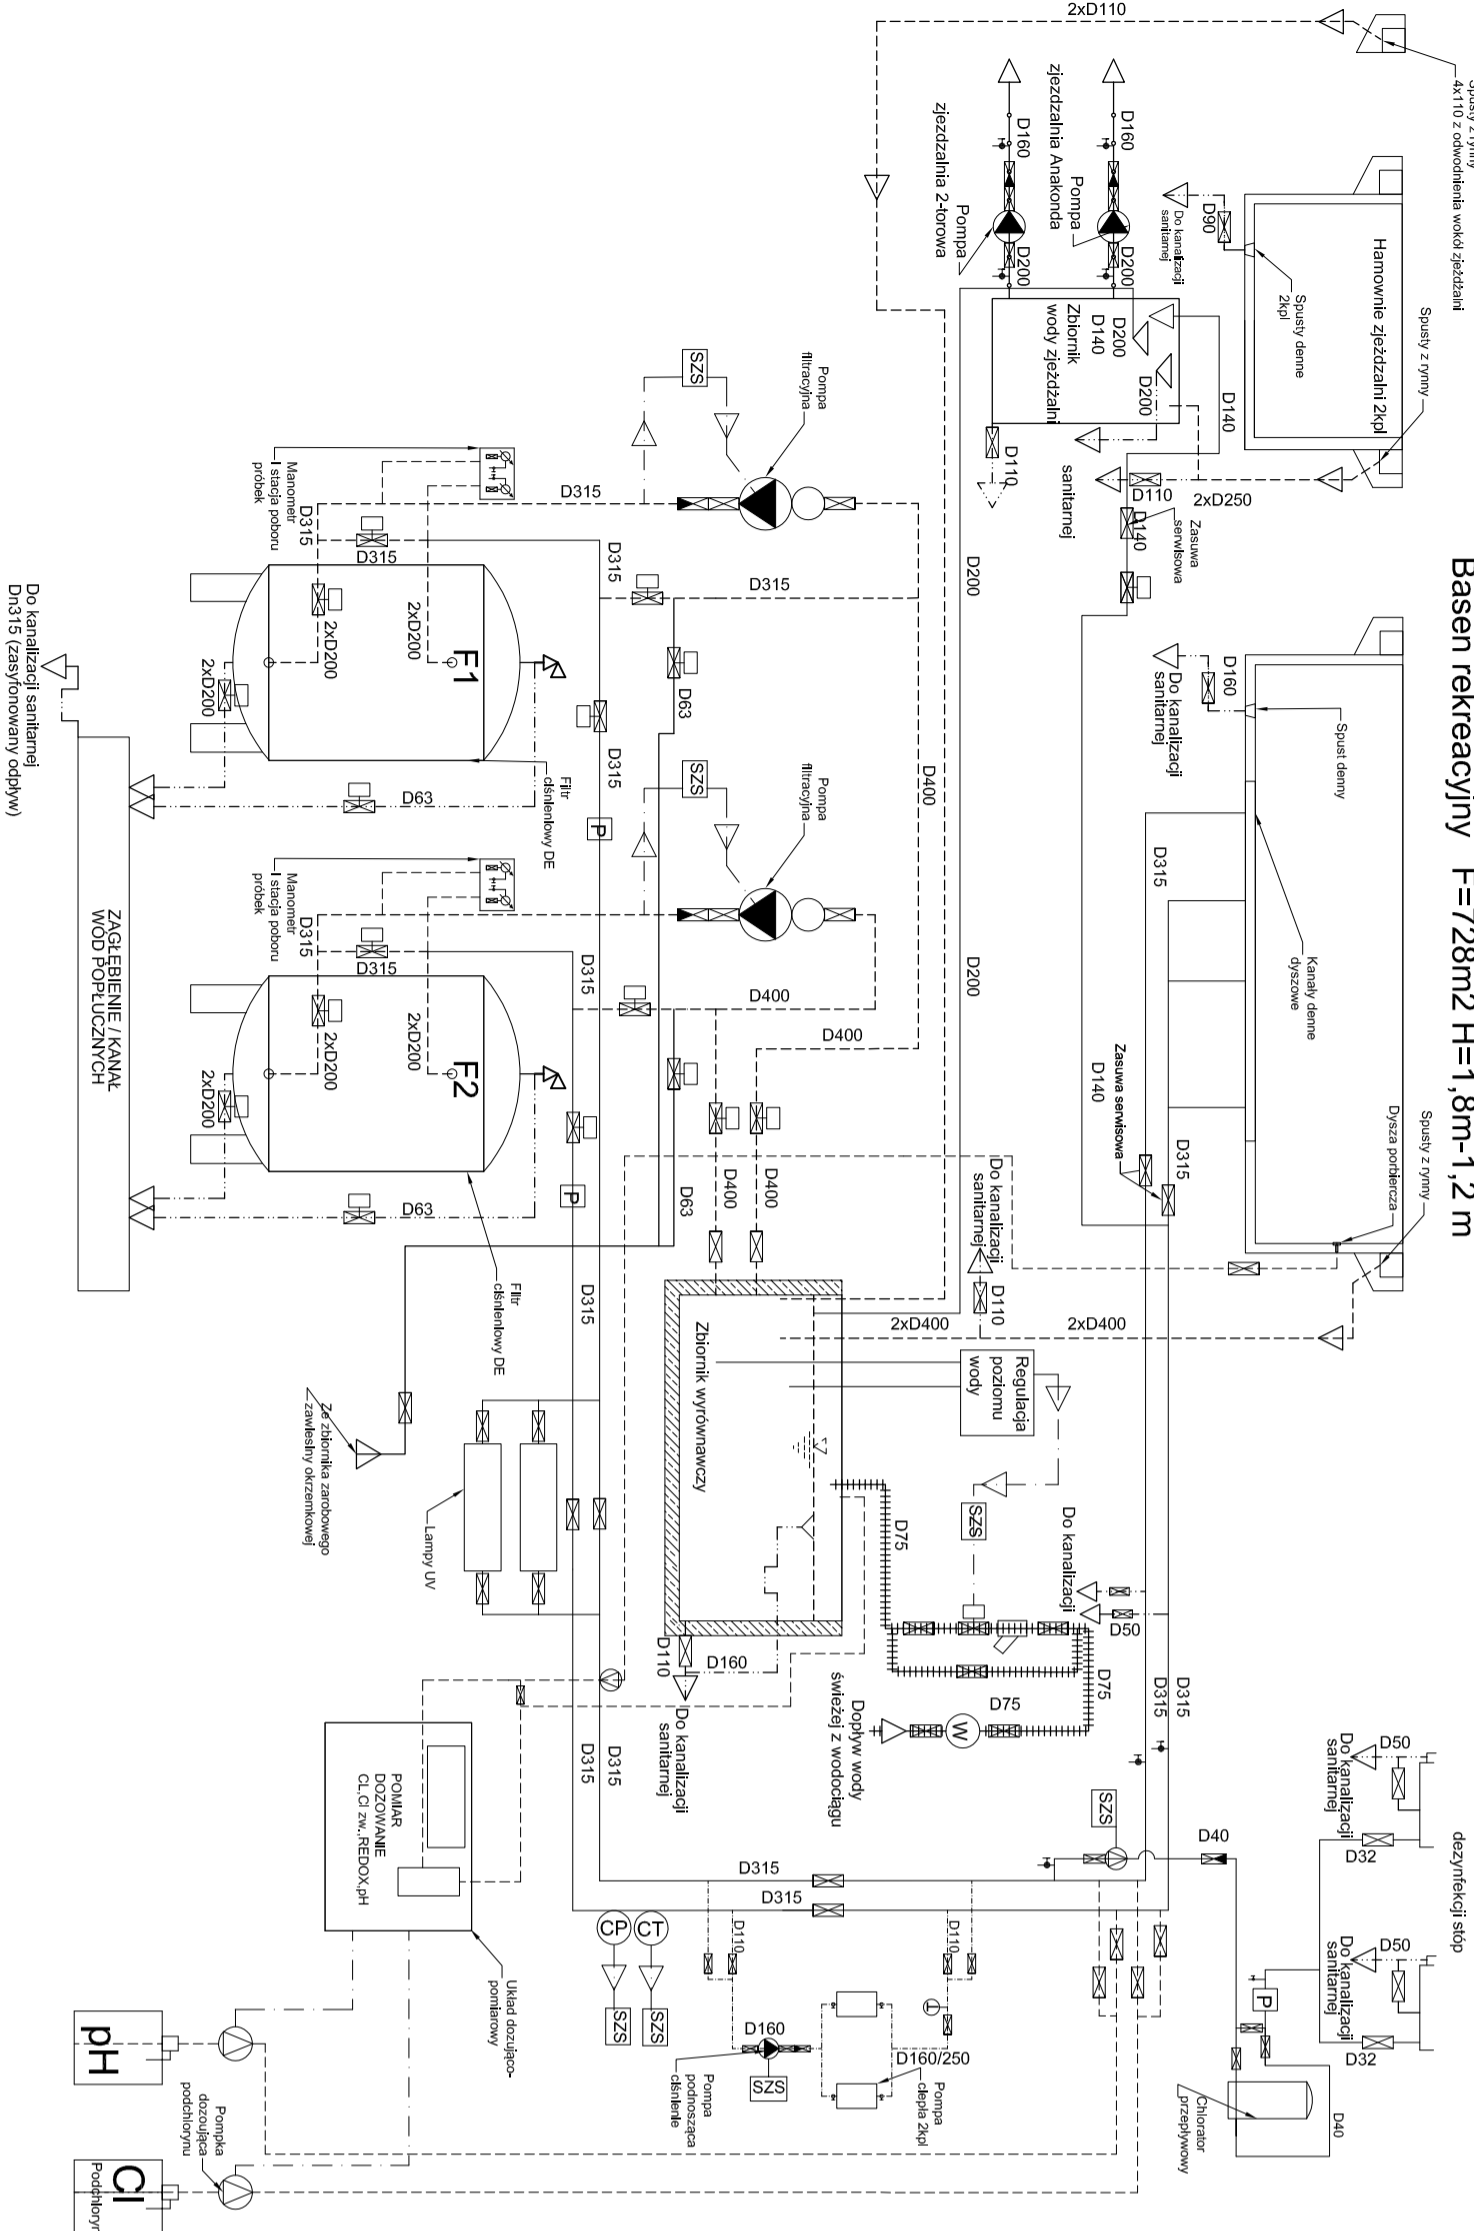 Basen rekreacyjny F=728m2 H=1,8m-1,2 m
4x110 z odwodnienia wokół zjeżdżalni
2xD110
Hamownie zjeżdżalni 2kpl
Spusty z rynny
Spusty denne
2kpl
D90
Do kanalizacji
sanitarnej
D160
zjezdzalnia Anakonda
Pompa
D200
D160
zjezdzalnia 2-torowa
Pompa
D200
D200
D140
Zbiornik
wody zjeżdżalni
D200
D140
D110
sanitarnej
D110
2xD250
D140
Zasuwa
serwisowa
D160
Do kanalizacji
sanitarnej
Spust denny
Kanały denne
dyszowe
Dysza porbiercza
Spusty z rynny
D315
D315
D140
Zasuwa serwisowa
D200
D200
D400
Pompa
filtracyjna
SZS
D315
D315
D315
Manometr
i stacja poboru
próbek
D315
D315
D315
D63
2xD200
2xD200
2xD200
F1
Filtr
ciśnieniowy DE
D63
P
Pompa
filtracyjna
SZS
D400
D400
Manometr
i stacja poboru
próbek
D315
D315
D315
2xD200
2xD200
2xD200
F2
Filtr
ciśnieniowy DE
D63
P
D63
D400
D400
D315
Do kanalizacji sanitarnej
Dn315 (zasyfonowany odpływ)
ZAGŁĘBIENIE / KANAŁ
WÓD POPŁUCZNYCH
Ze zbiornika zarobowego
zawiesiny okrzemkowej
Lampy UV
Do kanalizacji
sanitarnej
D110
2xD400
2xD400
Zbiornik wyrównawczy
Regulacja
poziomu
wody
SZS
D75
Do kanalizacji
D50
D75
D75
W
Dopływ wody
świeżej z wodociągu
D110
D160
Do kanalizacji
sanitarnej
D315
D315
D315
D315
D315
D315
SZS
D40
dezynfekcji stóp
D50
Do kanalizacji
sanitarnej
D32
D50
Do kanalizacji
sanitarnej
D32
P
D40
Chlorator
przepływowy
D110
D110
CP
CT
SZS
SZS
D160
SZS
Pompa
podnosząca
ciśnienie
D160/250
Pompa
ciepła 2kpl
T
POMIAR
DOZOWANIE
CL,Cl zw.,REDOX,pH
Układ dozująco-
pomiarowy
pH
Pompka
dozoująca
podchlorynu
Cl